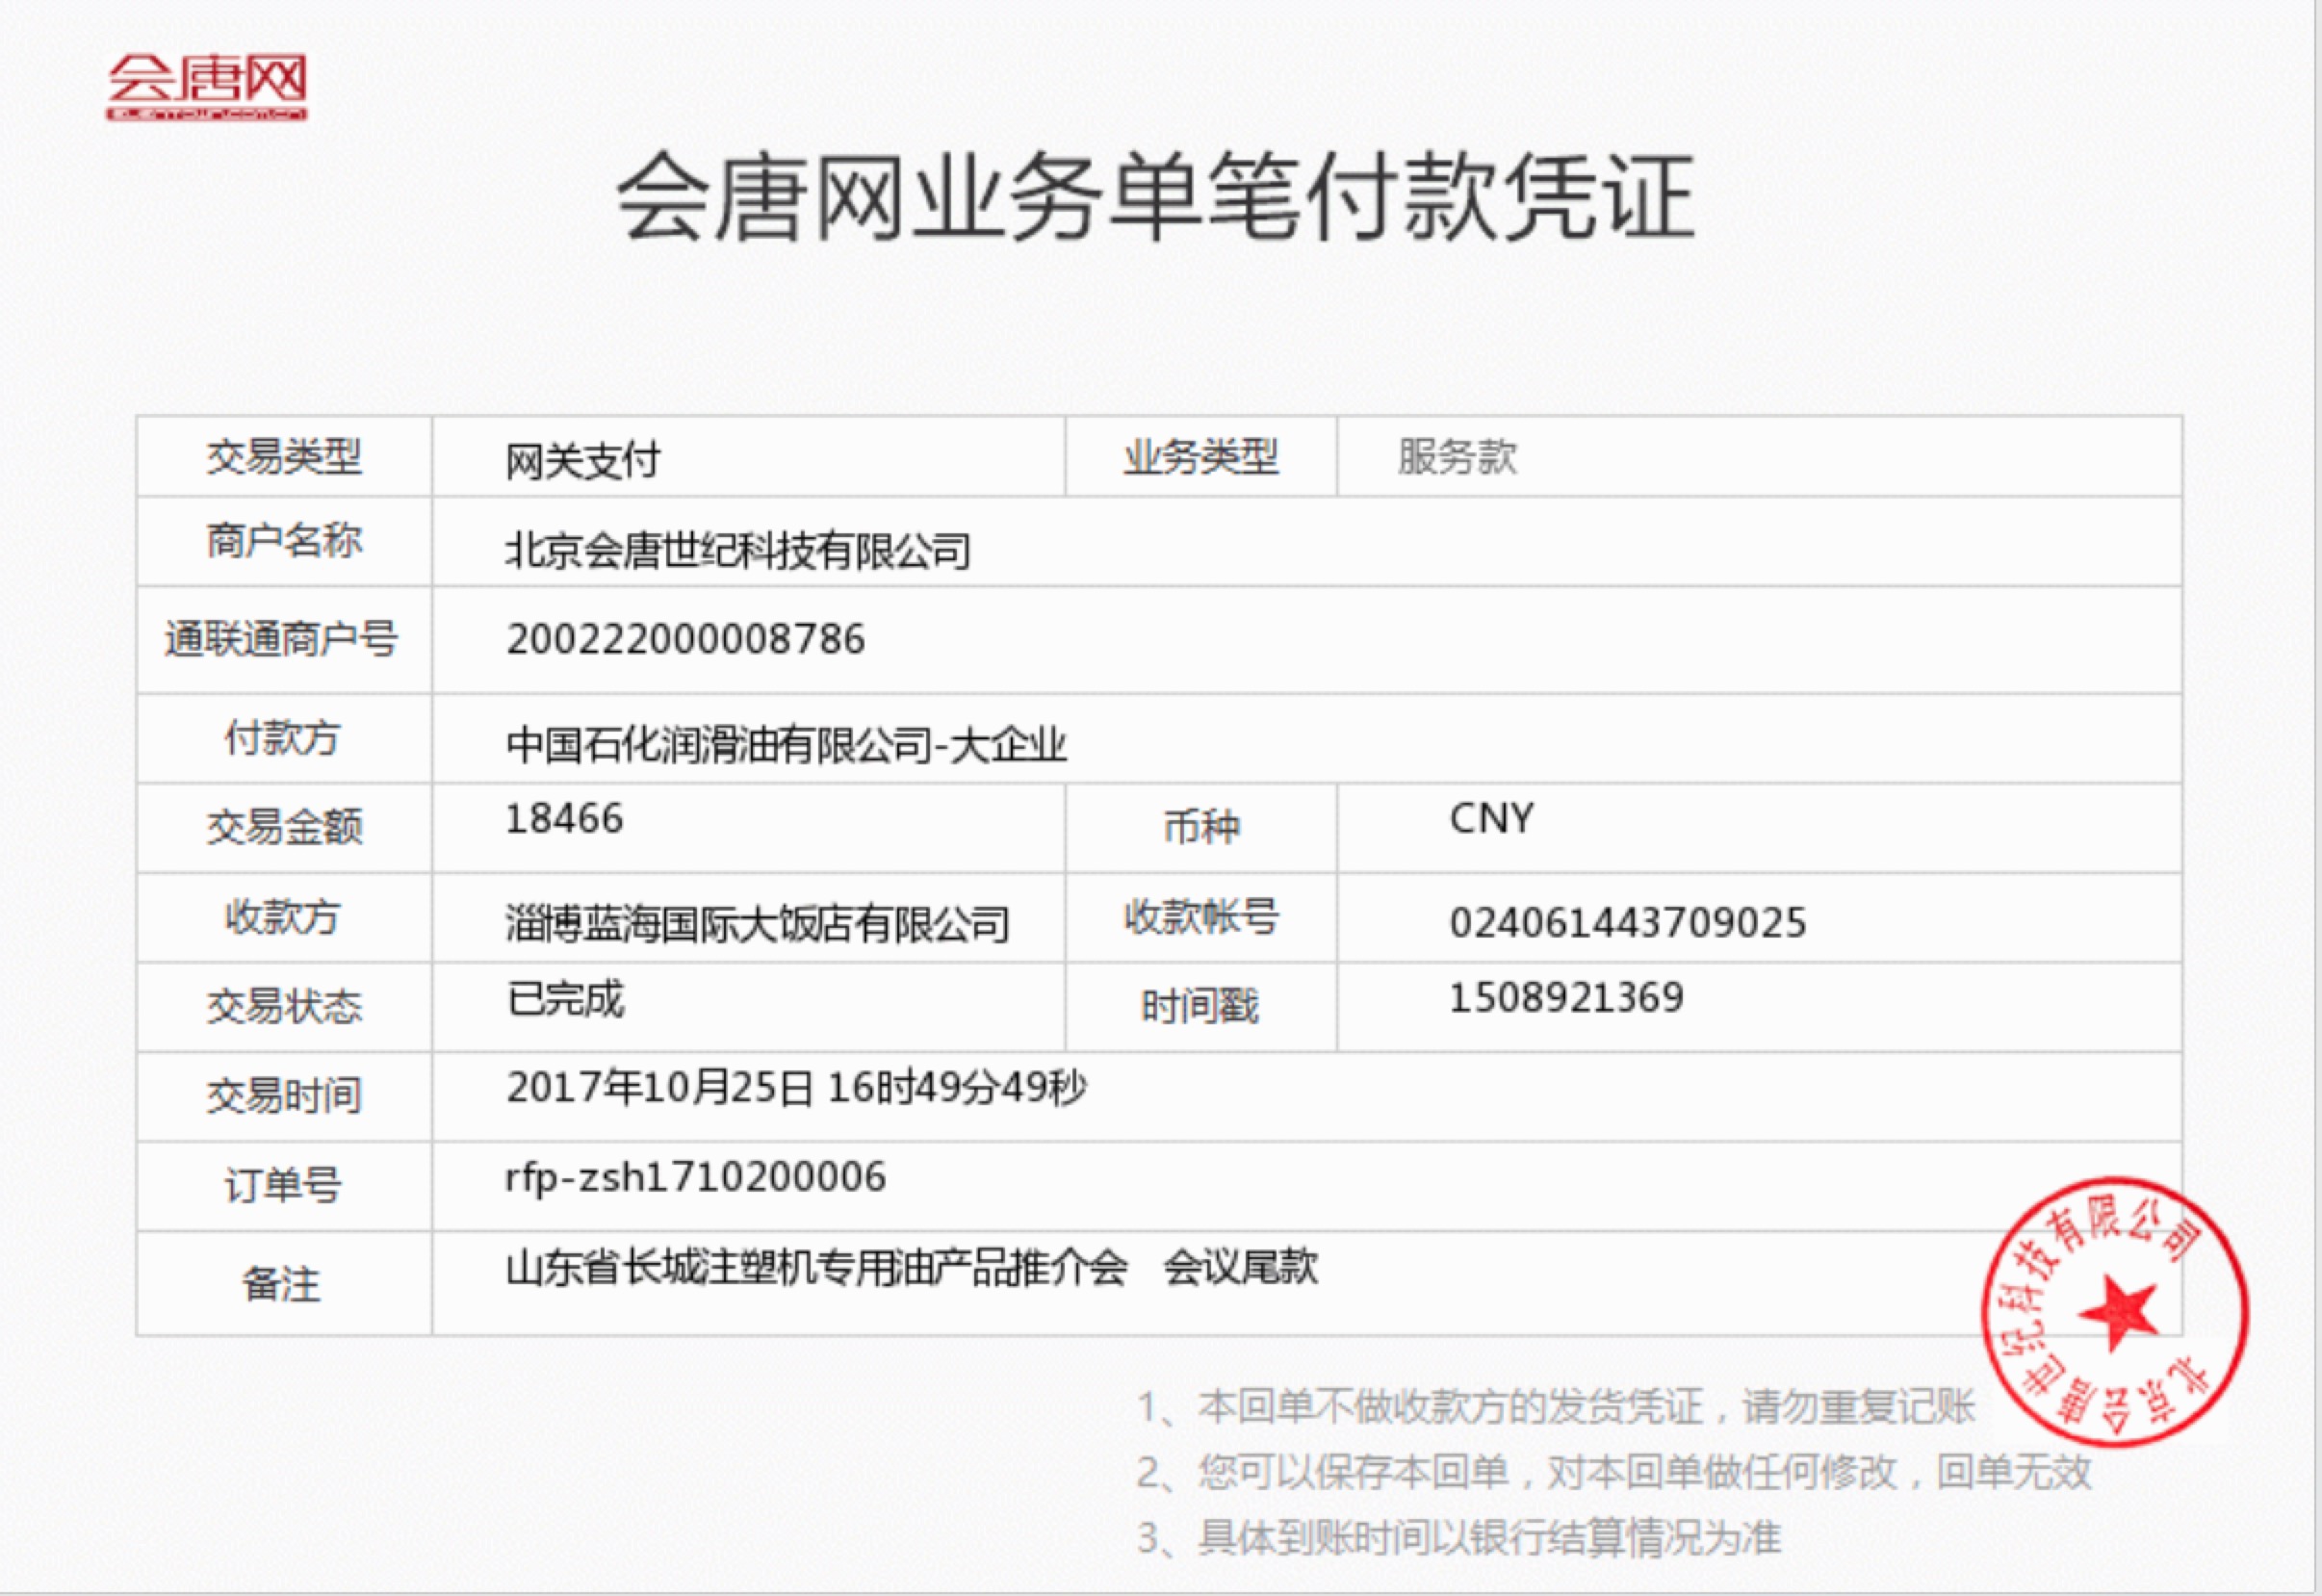 会唐网
eventown.com.cn
会唐网业务单笔付款凭证
交易类型 网关支付 业务类型 服务款
商户名称 北京会唐世纪科技有限公司
通联通商户号 200222000008786
付款方 中国石化润滑油有限公司-大企业
交易金额 18466 币种 CNY
收款方 淄博蓝海国际大饭店有限公司 收款帐号 024061443709025
交易状态 已完成 时间戳 1508921369
交易时间 2017年10月25日 16时49分49秒
订单号 rfp-zsh1710200006
备注 山东省长城注塑机专用油产品推介会 会议尾款
北京会唐世纪科技有限公司
1、本回单不做收款方的发货凭证，请勿重复记账
2、您可以保存本回单，对本回单做任何修改，回单无效
3、具体到账时间以银行结算情况为准